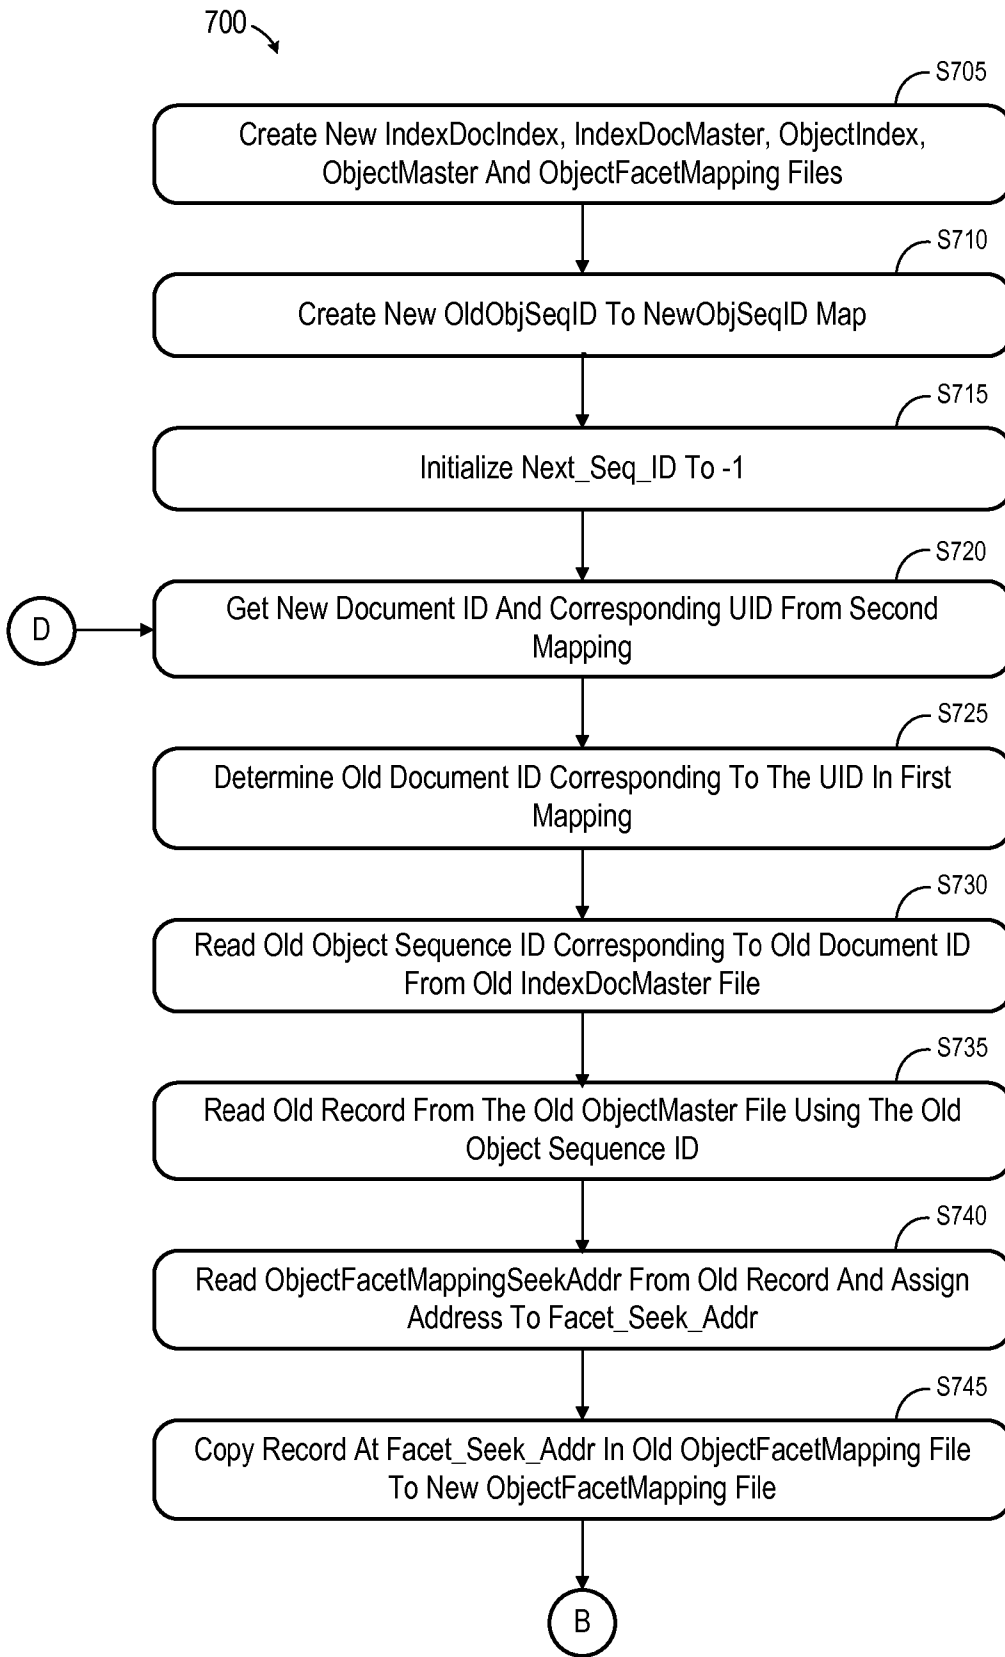 700
S705
Create New IndexDocIndex, IndexDocMaster, ObjectIndex,
ObjectMaster And ObjectFacetMapping Files
S710
Create New OldObjSeqID To NewObjSeqID Map
S715
Initialize Next_Seq_ID To -1
S720
Get New Document ID And Corresponding UID From Second
Mapping
D
S725
Determine Old Document ID Corresponding To The UID In First
Mapping
S730
Read Old Object Sequence ID Corresponding To Old Document ID
From Old IndexDocMaster File
S735
Read Old Record From The Old ObjectMaster File Using The Old
Object Sequence ID
S740
Read ObjectFacetMappingSeekAddr From Old Record And Assign
Address To Facet_Seek_Addr
S745
Copy Record At Facet_Seek_Addr In Old ObjectFacetMapping File
To New ObjectFacetMapping File
B